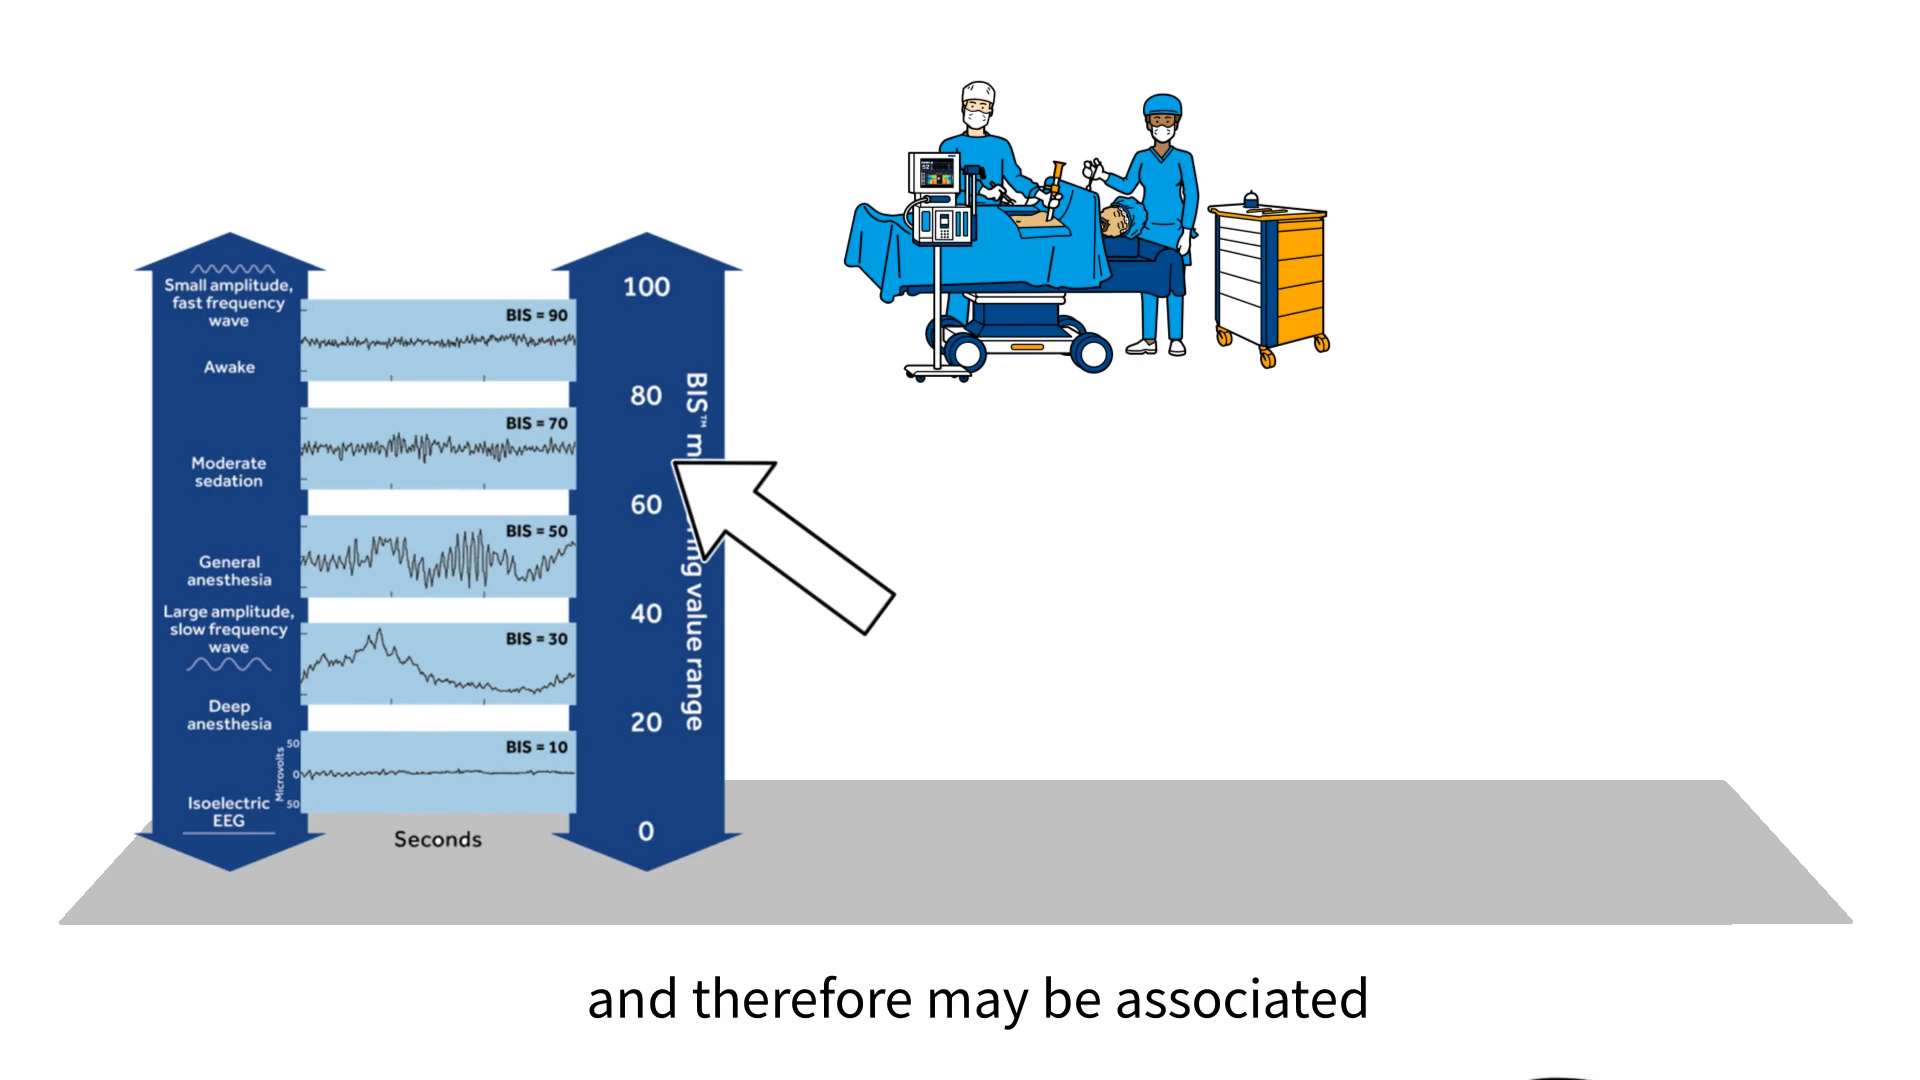 Small amplitude,
fast frequency
wave
Awake
Moderate
sedation
General
anesthesia
Large amplitude,
slow frequency
wave
Deep
anesthesia
Isoelectric
EEG
BIS = 90
BIS = 70
BIS = 50
BIS = 30
BIS = 10
Microvolts
50
0
50
Seconds
100
80
60
40
20
0
BIS™
value range
and therefore may be associated